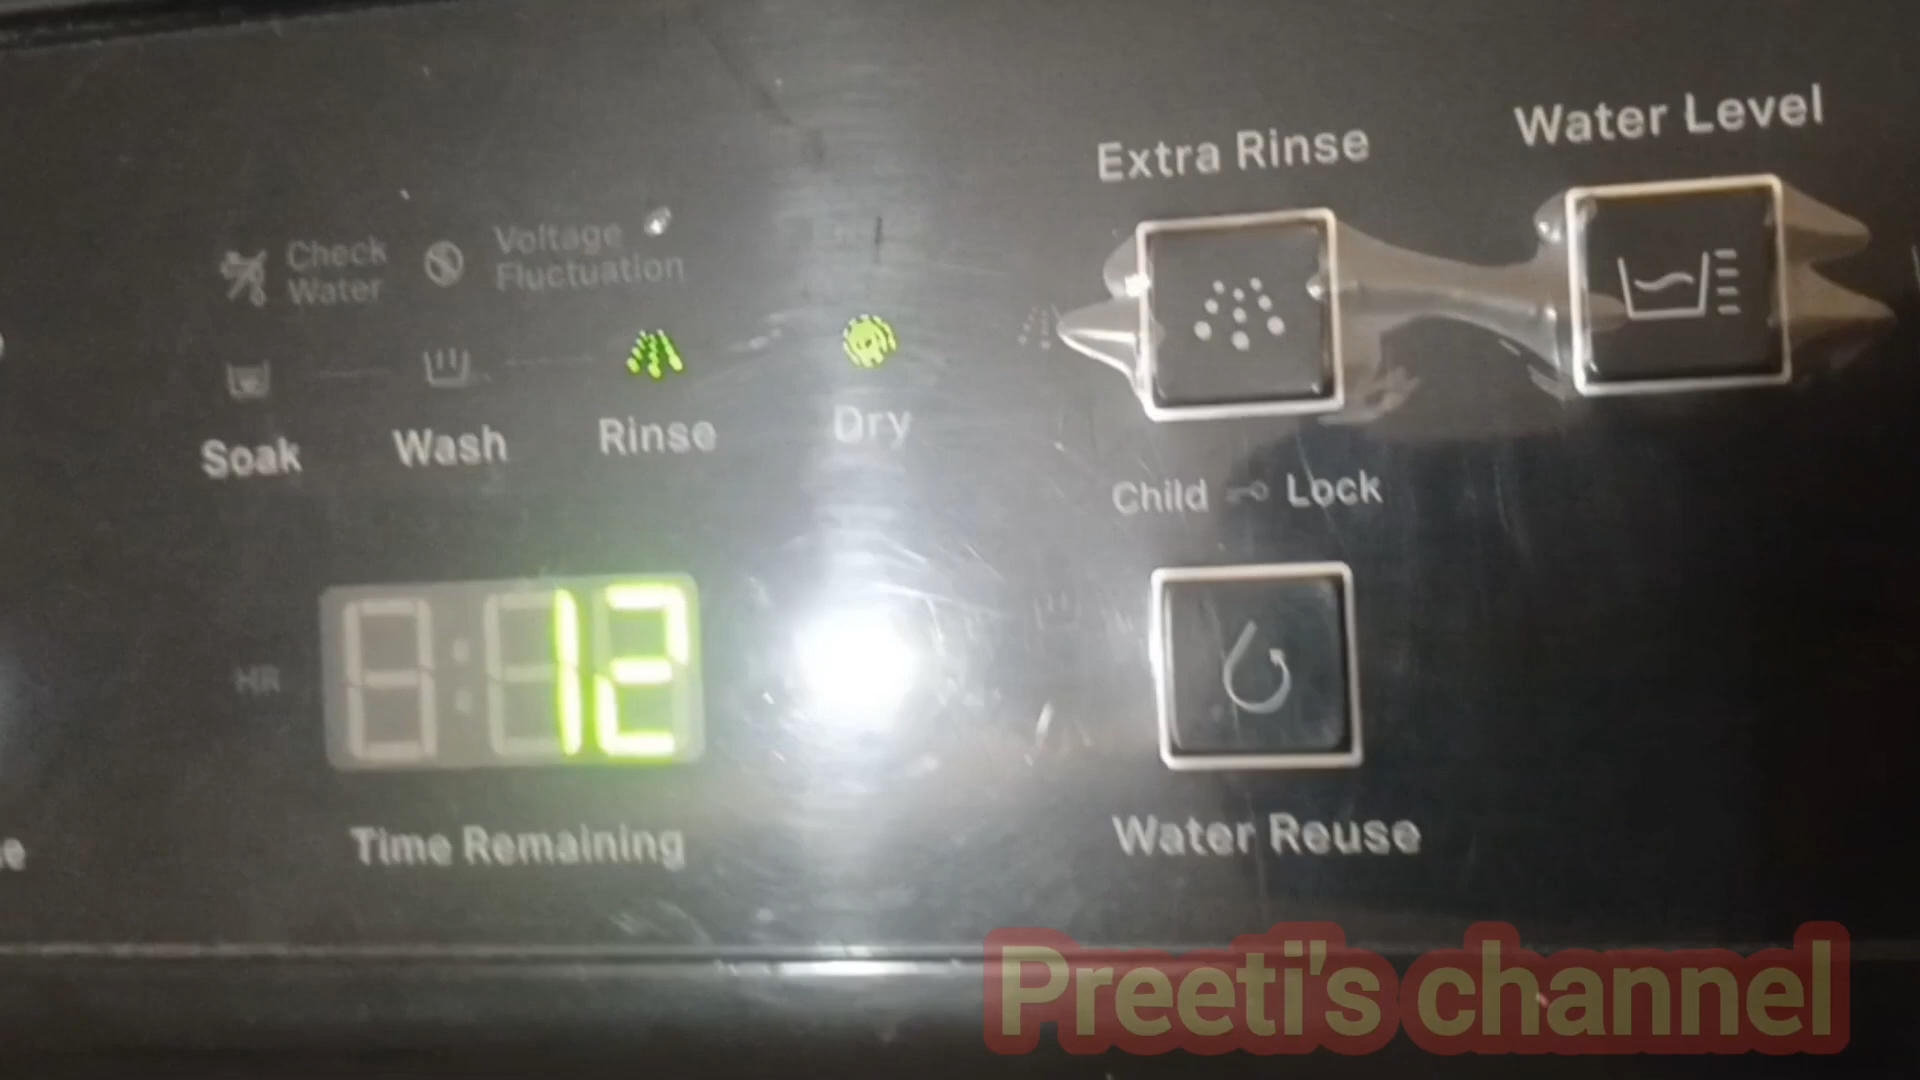 Water Level
Extra Rinse
Check
Water
Voltage
Fluctuation
Soak
Wash
Rinse
Dry
Child Lock
HR
12
Time Remaining
Water Reuse
Preeti's channel